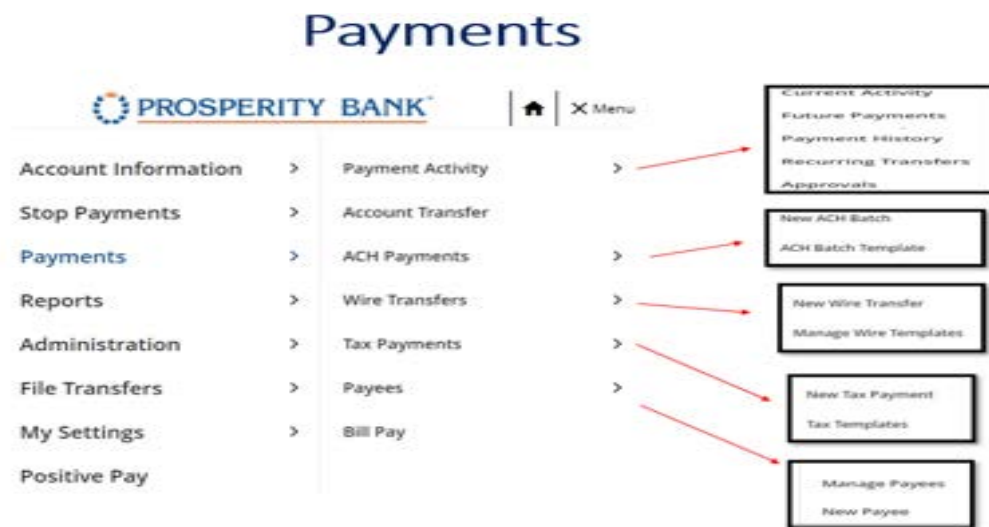 Payments
PROSPERITY BANK
Menu
Account Information
Stop Payments
Payments
Reports
Administration
File Transfers
My Settings
Positive Pay
Payment Activity
Account Transfer
ACH Payments
Wire Transfers
Tax Payments
Payees
Bill Pay
Current Activity
Future Payments
Payment History
Recurring Transfers
Approvals
New ACH Batch
ACH Batch Template
New Wire Transfer
Manage Wire Templates
New Tax Payment
Tax Templates
Manage Payees
New Payee